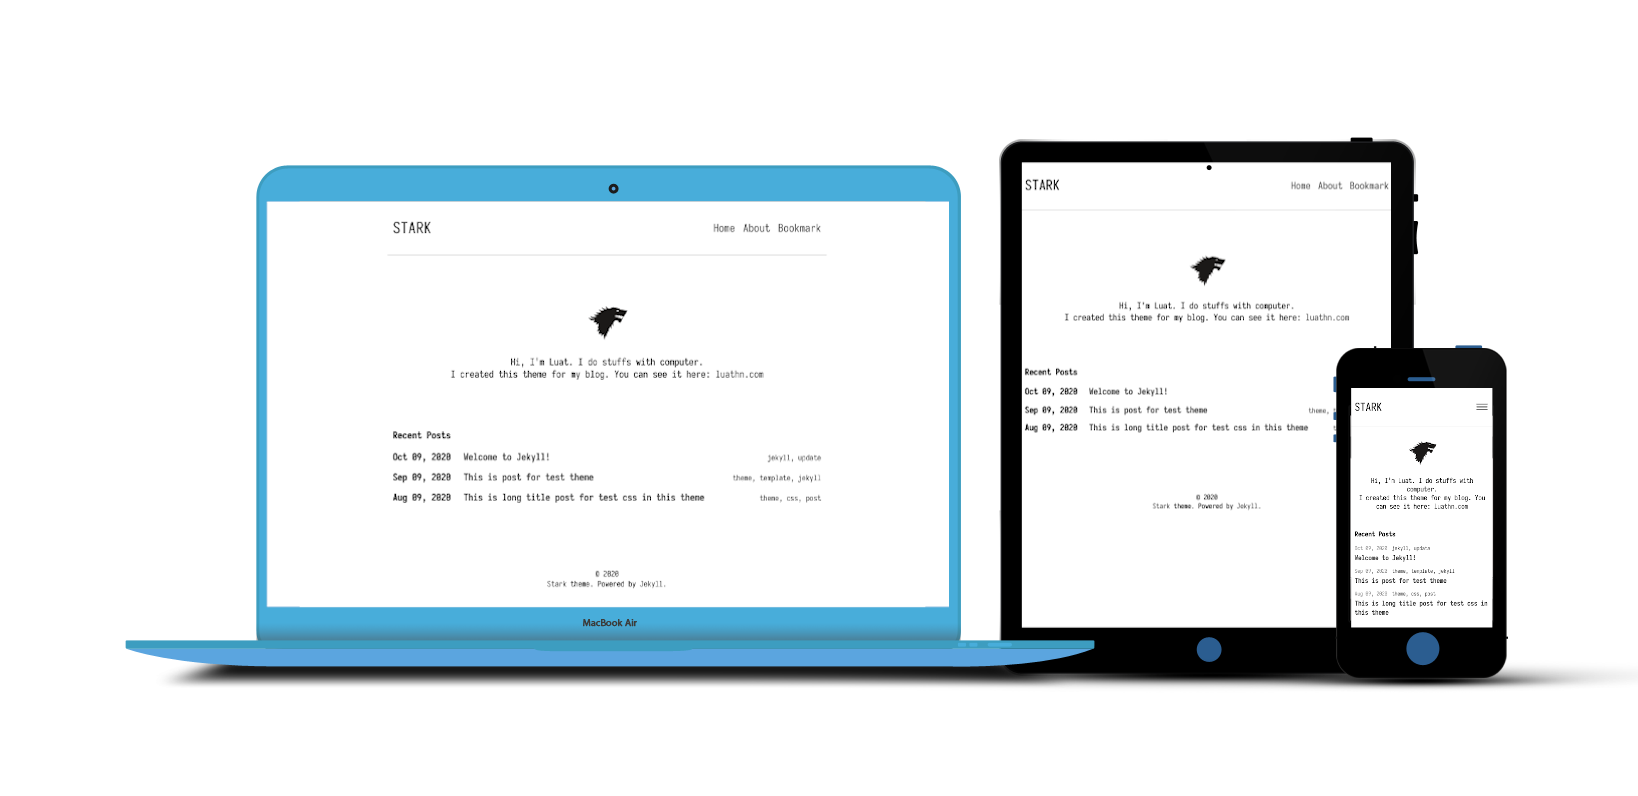 STARK
Home About Bookmark
Hi, I'm Luat. I do stuffs with computer.
I created this theme for my blog. You can see it here: luathn.com
Recent Posts
Oct 09, 2020 Welcome to Jekyll! jekyll, update
Sep 09, 2020 This is post for test theme theme, template, jekyll
Aug 09, 2020 This is long title post for test css in this theme theme, css, post
© 2020
Stark theme. Powered by Jekyll.
MacBook Air
STARK
Home About Bookmark
Hi, I'm Luat. I do stuffs with computer.
I created this theme for my blog. You can see it here: luathn.com
Recent Posts
Oct 09, 2020 Welcome to Jekyll!
Sep 09, 2020 This is post for test theme theme,
Aug 09, 2020 This is long title post for test css in this theme
© 2020
Stark theme. Powered by Jekyll.
STARK
Hi, I'm Luat. I do stuffs with
computer.
I created this theme for my blog. You
can see it here: luathn.com
Recent Posts
Oct 09, 2020 jekyll, update
Welcome to Jekyll!
Sep 09, 2020 theme, template, jekyll
This is post for test theme
Aug 09, 2020 theme, css, post
This is long title post for test css in
this theme